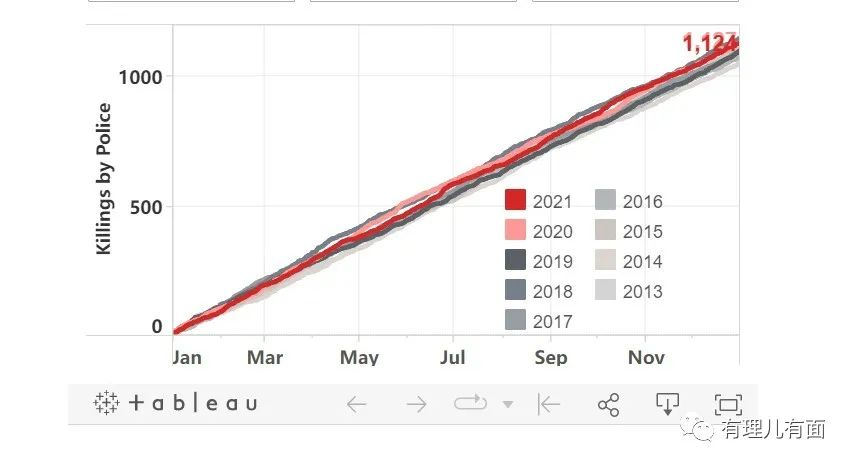 1,124
1000
Killings by Police
500
0
2021
2020
2019
2018
2017
2016
2015
2014
2013
Jan
Mar
May
Jul
Sep
Nov
+ a b l e a u
有理儿有面